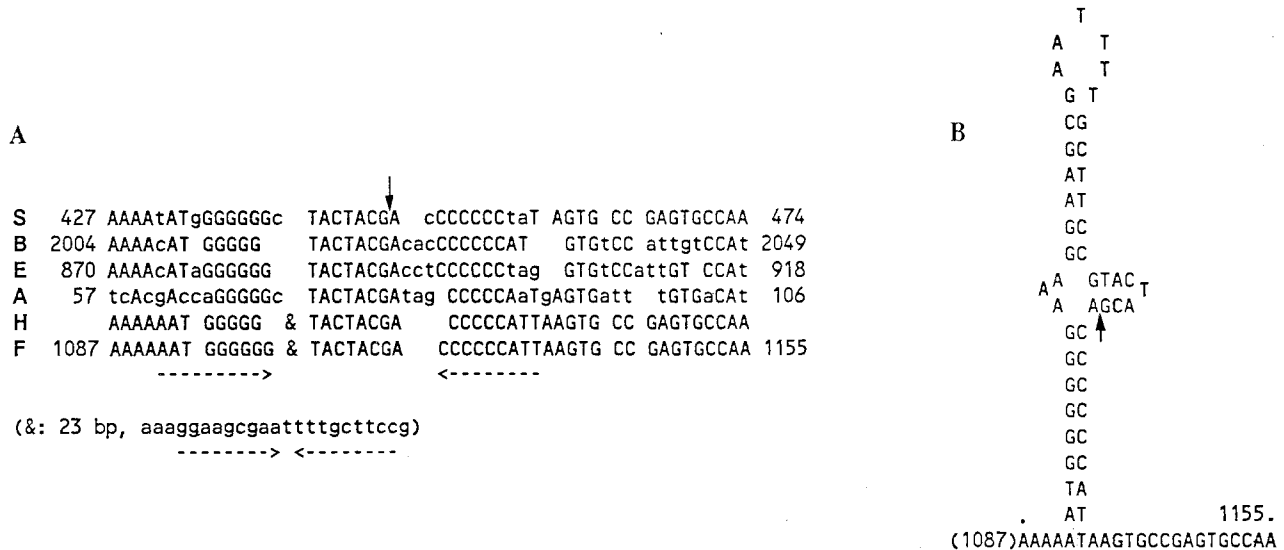 A
S 427 AAAAtATgGGGGGGc TACTACGA cCCCCCCtaT AGTG CC GAGTGCCAA 474
B 2004 AAAAcAT GGGGG TACTACGAcacCCCCCCAT GTGtCC attgtCCAt 2049
E 870 AAAAcATaGGGGGG TACTACGAcctCCCCCCtag GTGtCCattGT CCAt 918
A 57 tcAcgAccaGGGGGc TACTACGAtag CCCCCAaTgAGTGatt tGTGaCAt 106
H AAAAAAT GGGGG & TACTACGA CCCCCATTAAGTG CC GAGTGCCAA
F 1087 AAAAAAT GGGGGG & TACTACGA CCCCCCATTAAGTG CC GAGTGCCAA 1155
---------> <--------
(&: 23 bp, aaaggaagcgaattttgcttccg)
--------> <--------
B
T
A T
A T
G T
CG
GC
AT
AT
GC
GC
A A GTAC T
A AGCA
GC
GC
GC
GC
GC
GC
TA
. AT 1155.
(1087)AAAAATAAGTGCCGAGTGCCAA